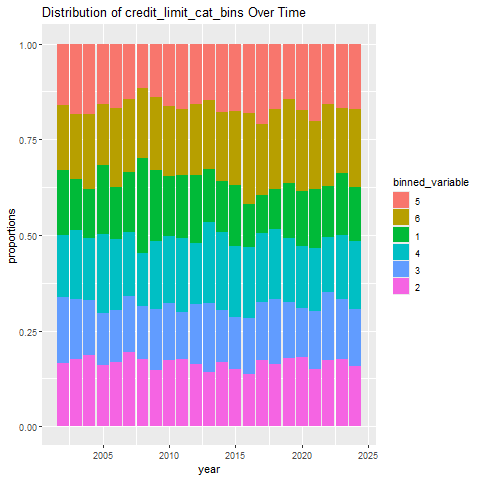 Distribution of credit_limit_cat_bins Over Time
1.00
0.75
0.50
0.25
0.00
proportions
2005 2010 2015 2020 2025
year
binned_variable
5
6
1
4
3
2